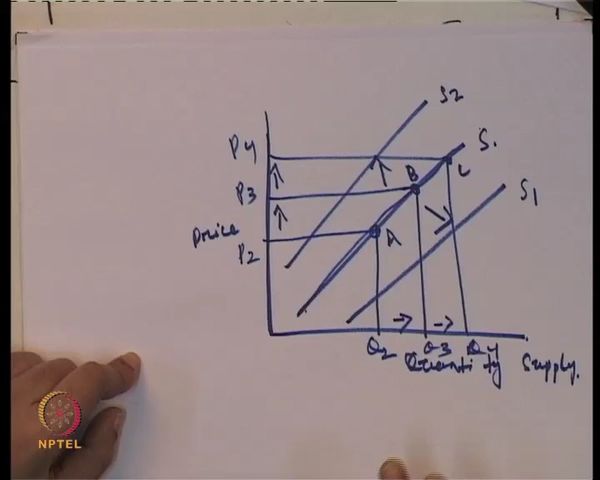 S2
P4
S.
B
C
P3
S1
Price
A
P2
Q2
Q3
Q4
Quantity
Supply.
NPTEL